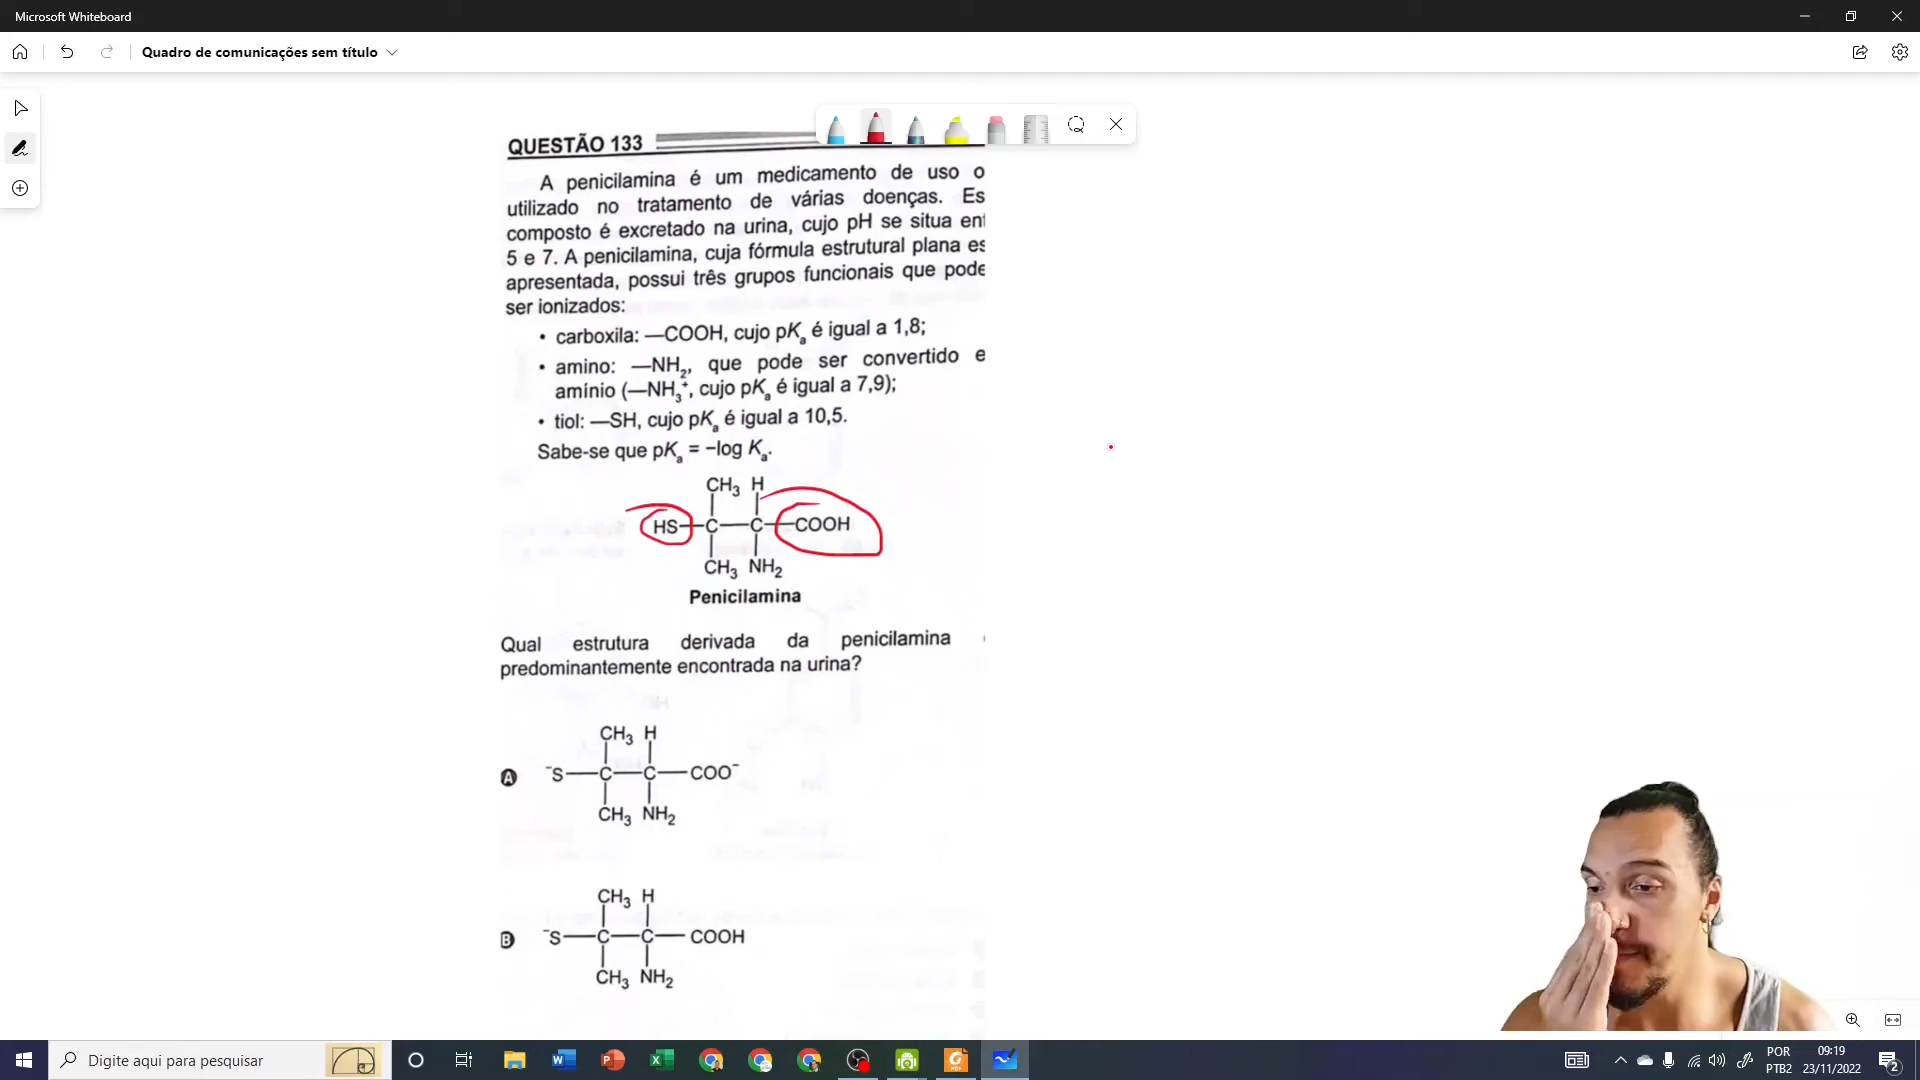 Microsoft Whiteboard
Quadro de comunicações sem título
QUESTÃO 133
A penicilamina é um medicamento de uso o
utilizado no tratamento de várias doenças. Es
composto é excretado na urina, cujo pH se situa ent
5 e 7. A penicilamina, cuja fórmula estrutural plana es
apresentada, possui três grupos funcionais que pode
ser ionizados:
• carboxila: —COOH, cujo pKₐ é igual a 1,8;
• amino: —NH₂, que pode ser convertido e
amínio (—NH₃⁺, cujo pKₐ é igual a 7,9);
• tiol: —SH, cujo pKₐ é igual a 10,5.
Sabe-se que pKₐ = −log Kₐ.
CH₃ H
HS—C—C—COOH
CH₃ NH₂
Penicilamina
Qual estrutura derivada da penicilamina
predominantemente encontrada na urina?
CH₃ H
A ⁻S—C—C—COO⁻
CH₃ NH₂
CH₃ H
B ⁻S—C—C—COOH
CH₃ NH₂
Digite aqui para pesquisar
POR
PTB2
09:19
23/11/2022
2